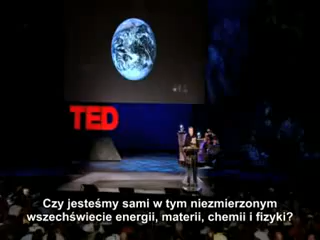 TED
Czy jesteśmy sami w tym niezmierzonym
wszechświecie energii, materii, chemii i fizyki?